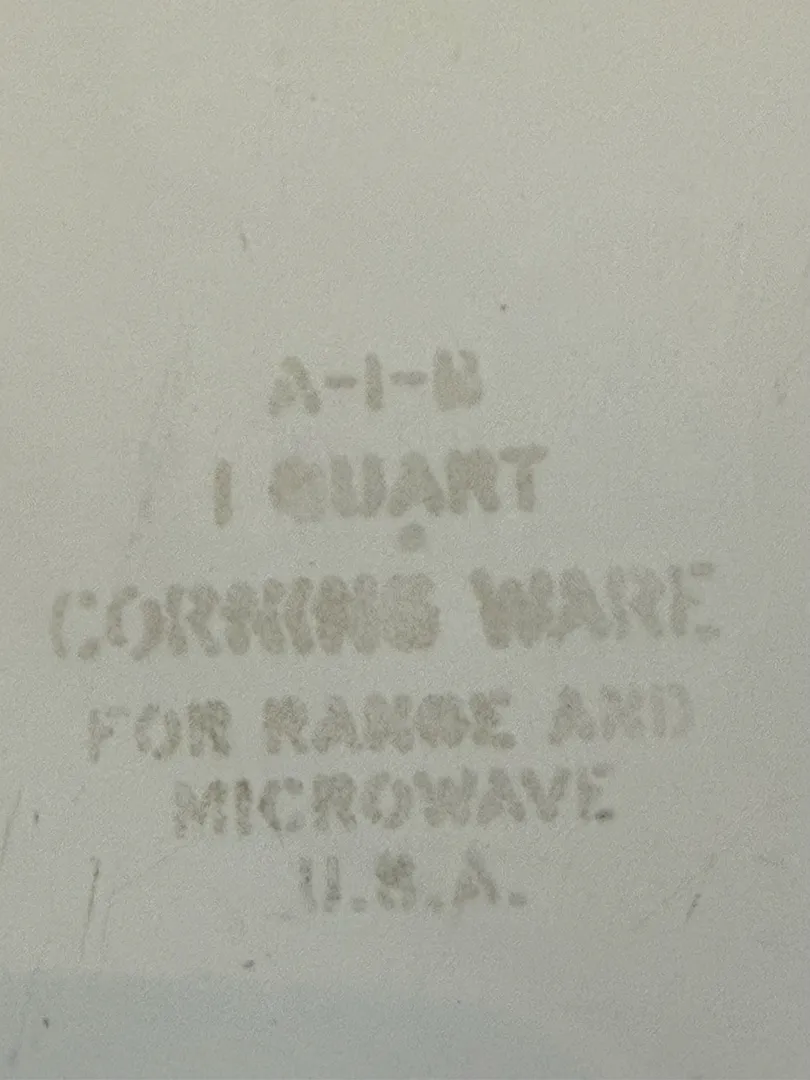 A-1-B
1 QUART
CORNING WARE
FOR RANGE AND
MICROWAVE
U.S.A.